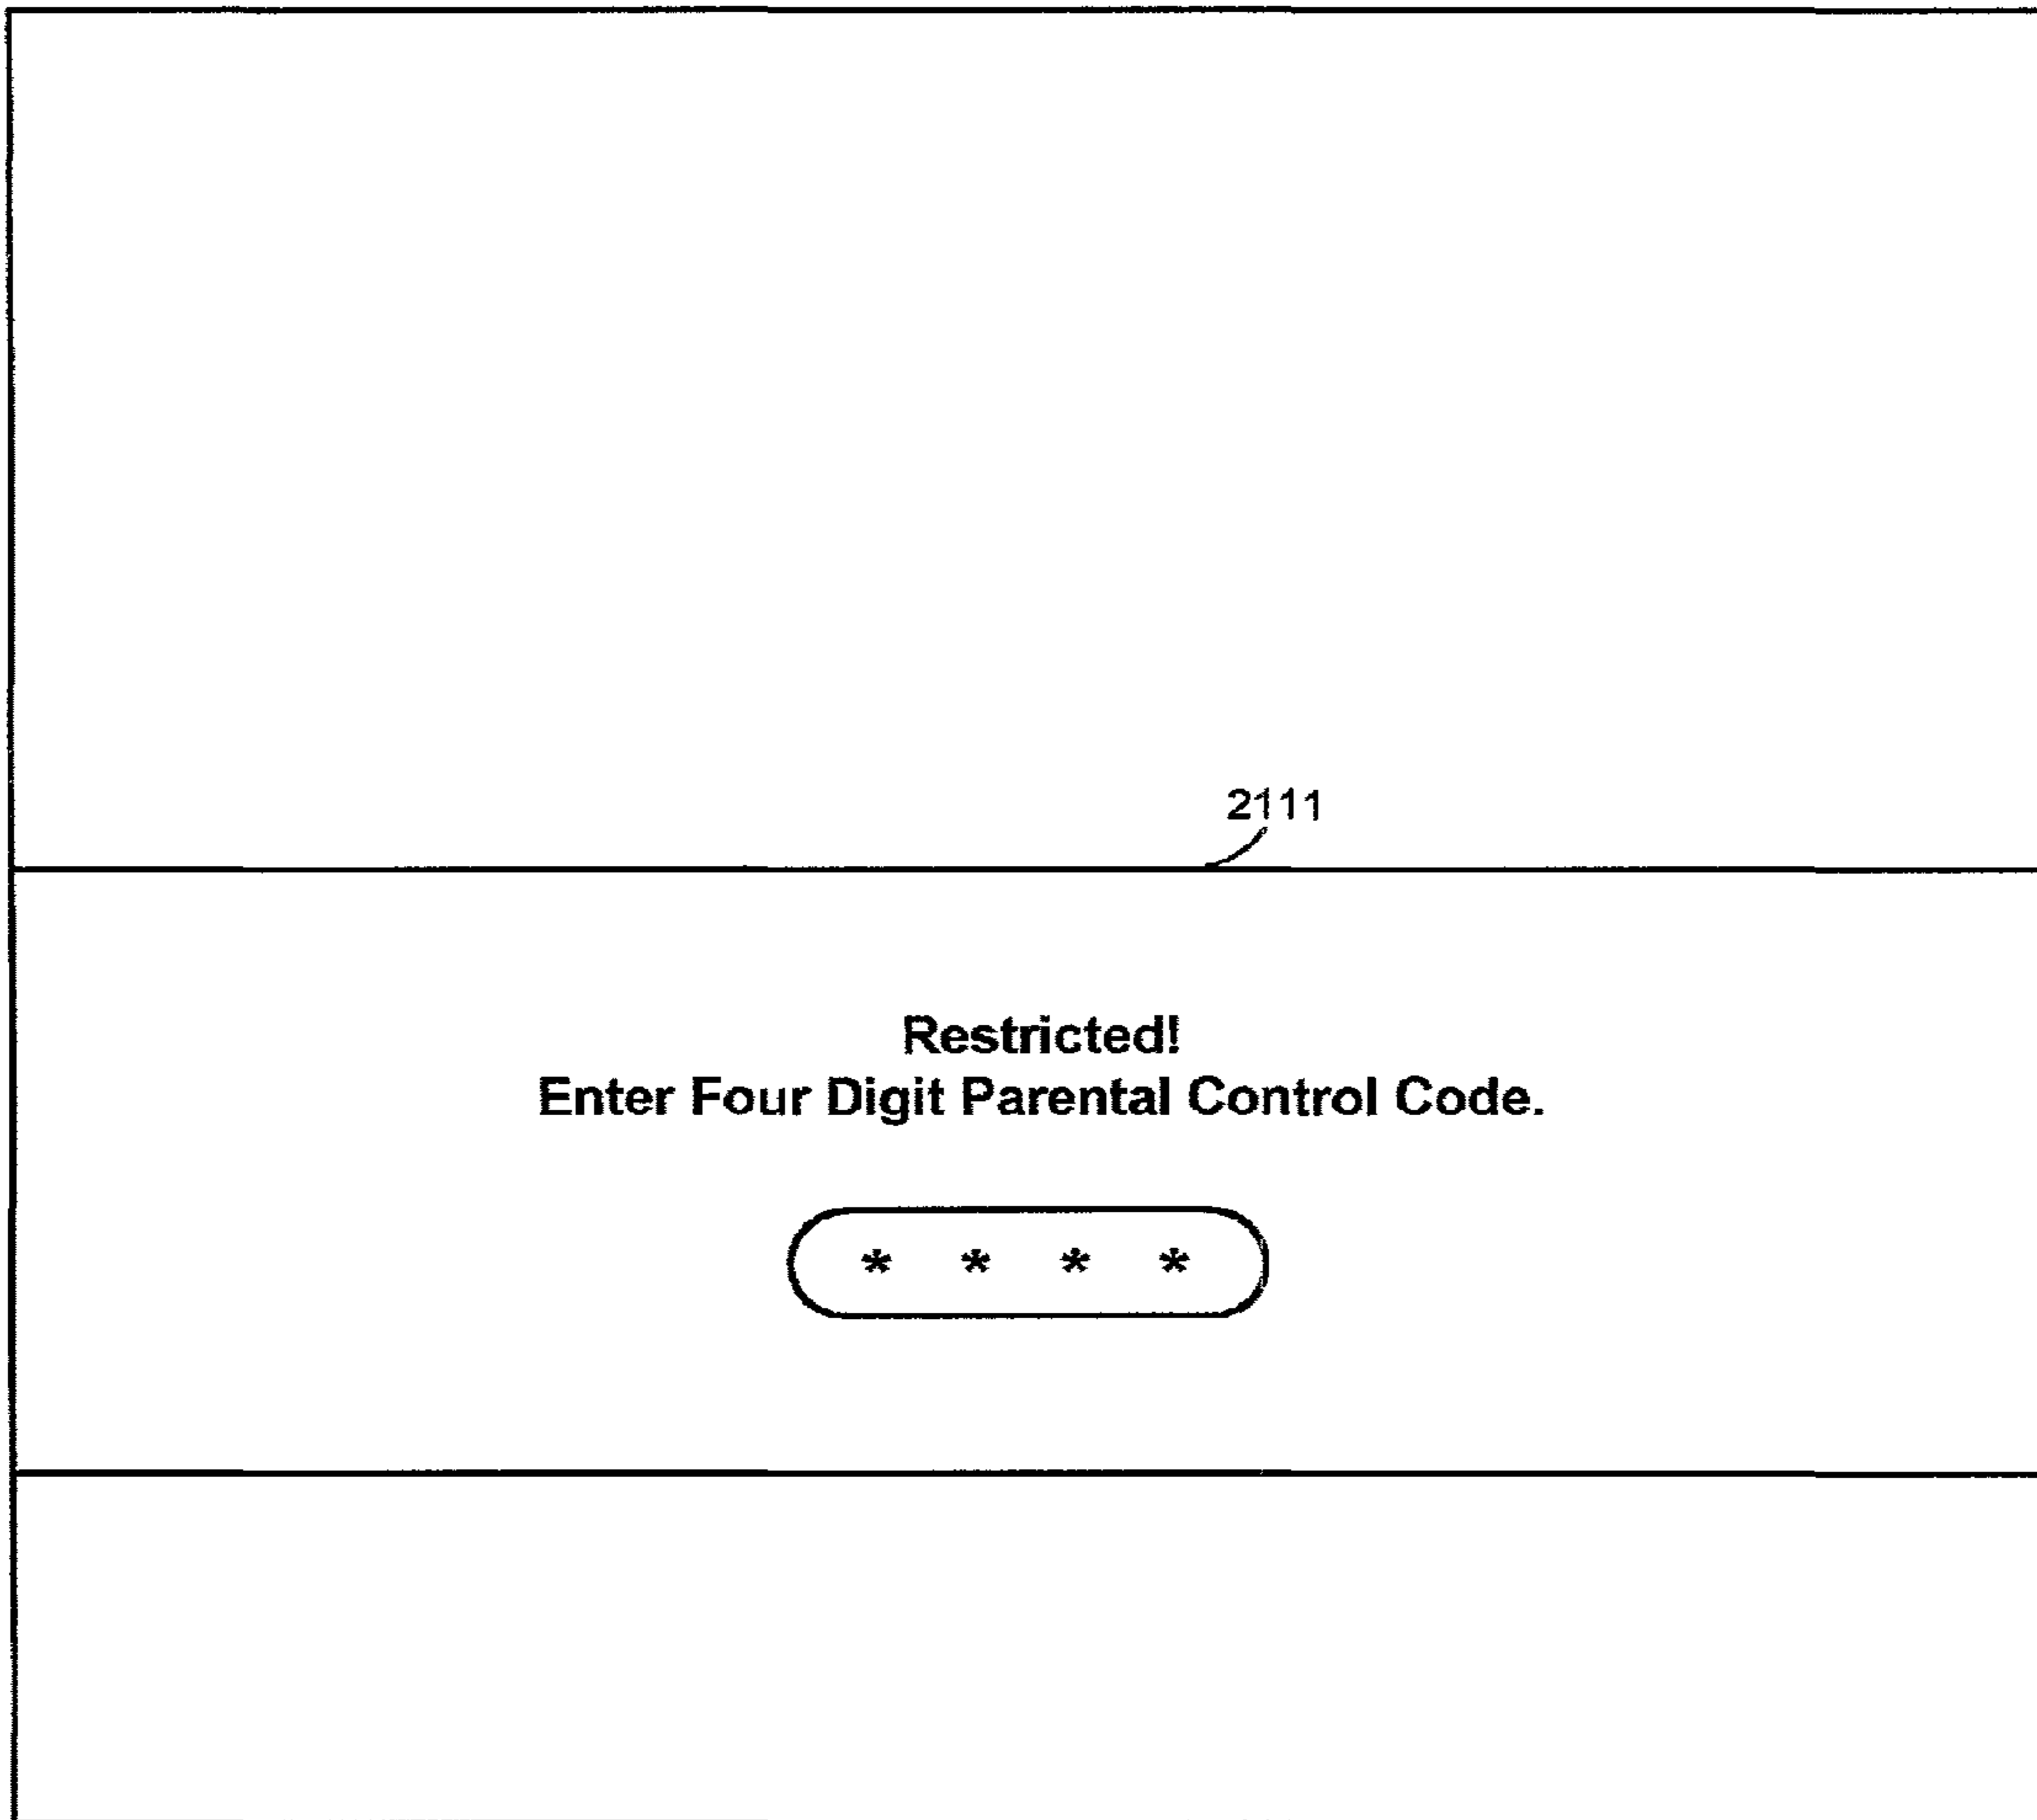 2111
Restricted!
Enter Four Digit Parental Control Code.
* * * *